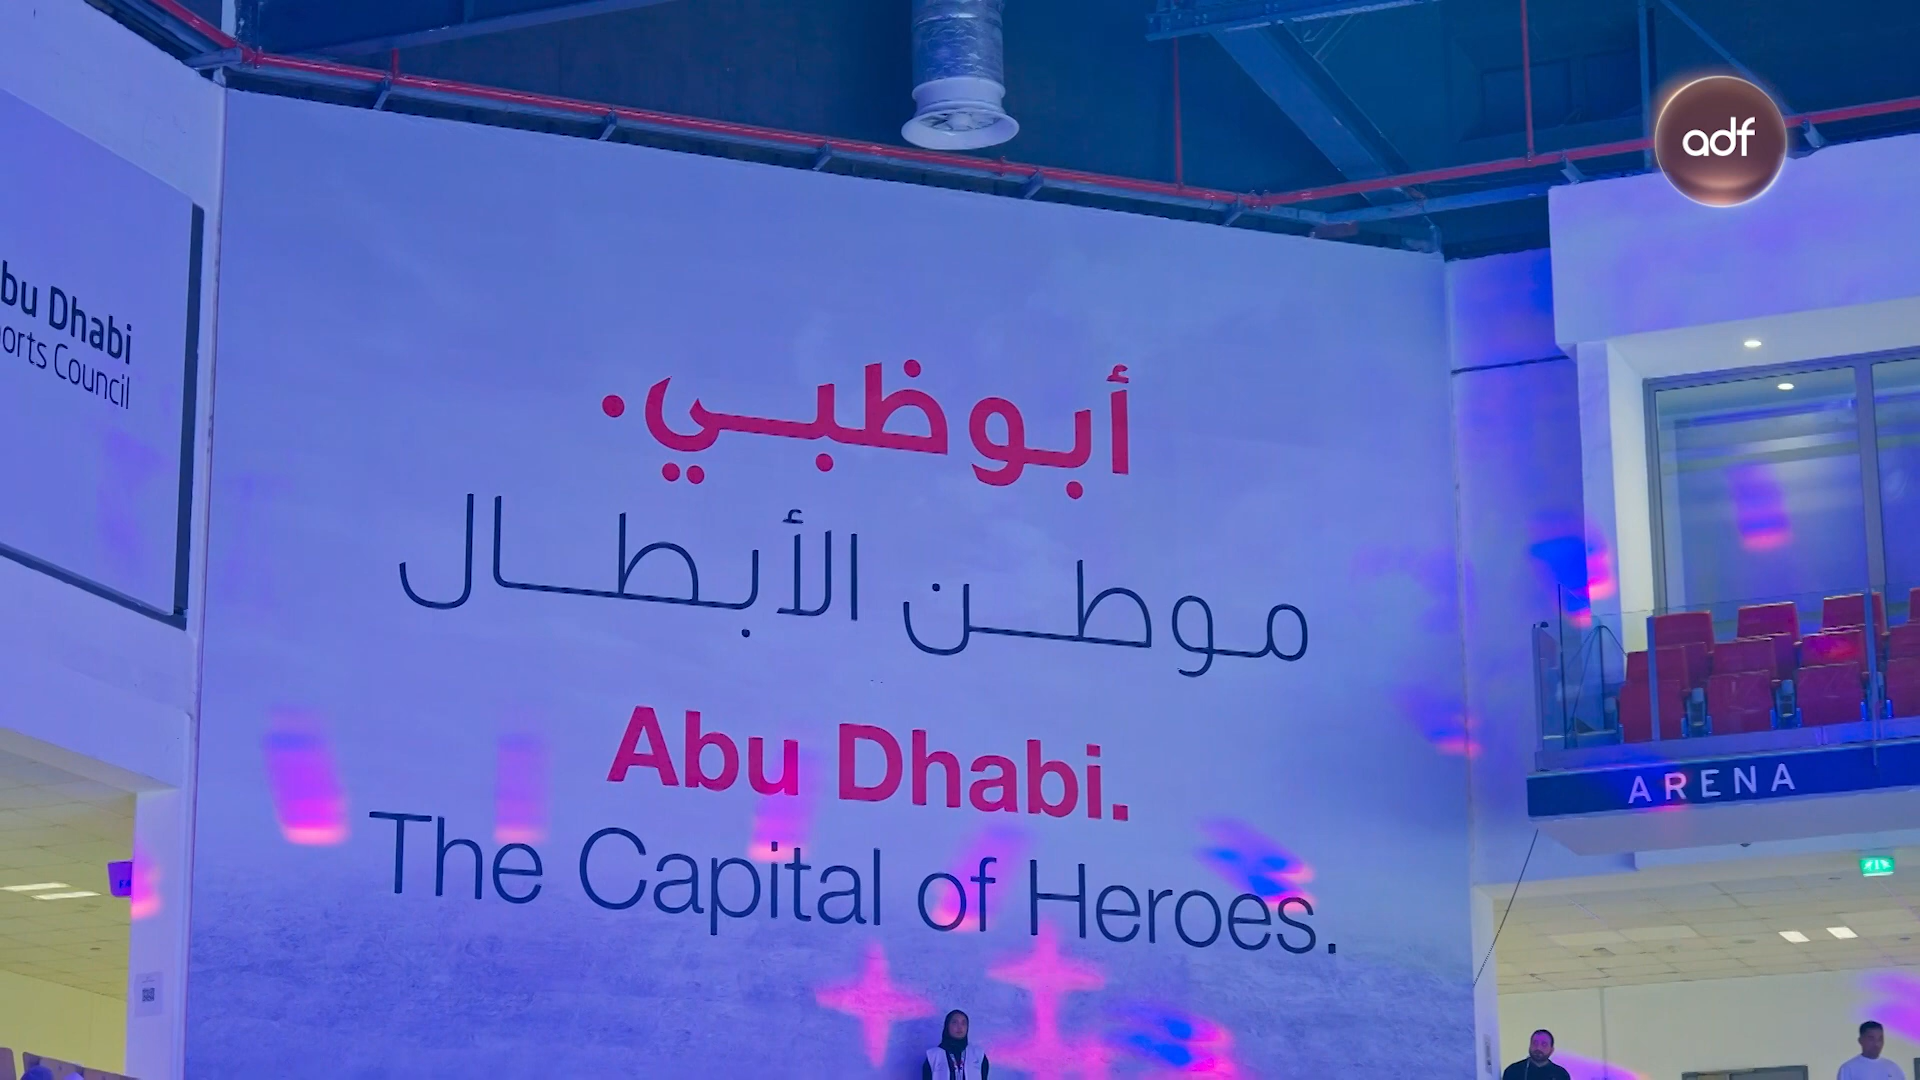 adf
bu Dhabi
orts Council
أبوظبي.
موطن الأبطال
Abu Dhabi.
The Capital of Heroes.
ARENA